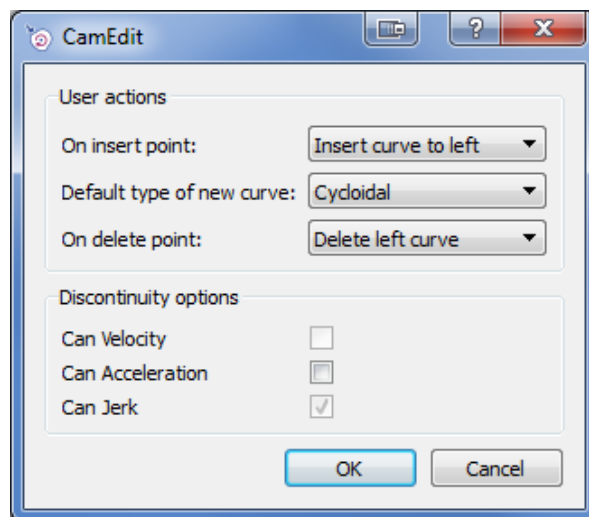 CamEdit
?
User actions
On insert point: Insert curve to left
Default type of new curve: Cycloidal
On delete point: Delete left curve
Discontinuity options
Can Velocity
Can Acceleration
Can Jerk
OK Cancel